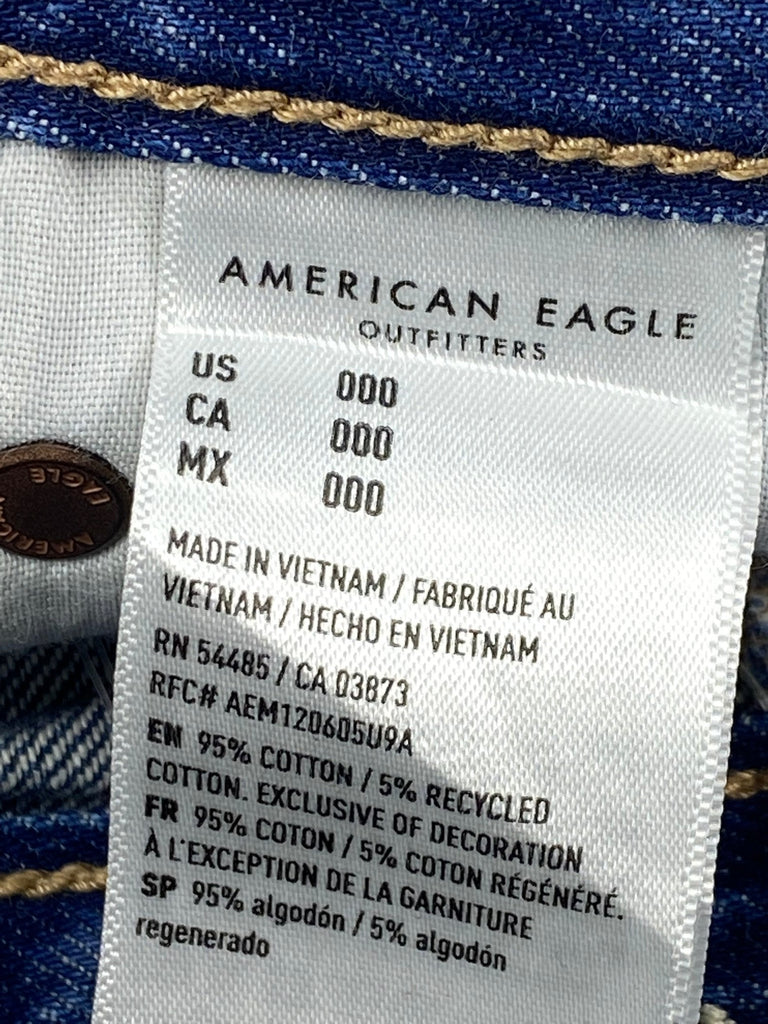 AMERICAN EAGLE
OUTFITTERS
US 000
CA 000
MX 000
MADE IN VIETNAM / FABRIQUÉ AU
VIETNAM / HECHO EN VIETNAM
RN 54485 / CA 03873
RFC# AEM120605U9A
EN 95% COTTON / 5% RECYCLED
COTTON. EXCLUSIVE OF DECORATION
FR 95% COTON / 5% COTON RÉGÉNÉRÉ.
À L'EXCEPTION DE LA GARNITURE
SP 95% algodón / 5% algodón
regenerado
EAGLE
AMERICA